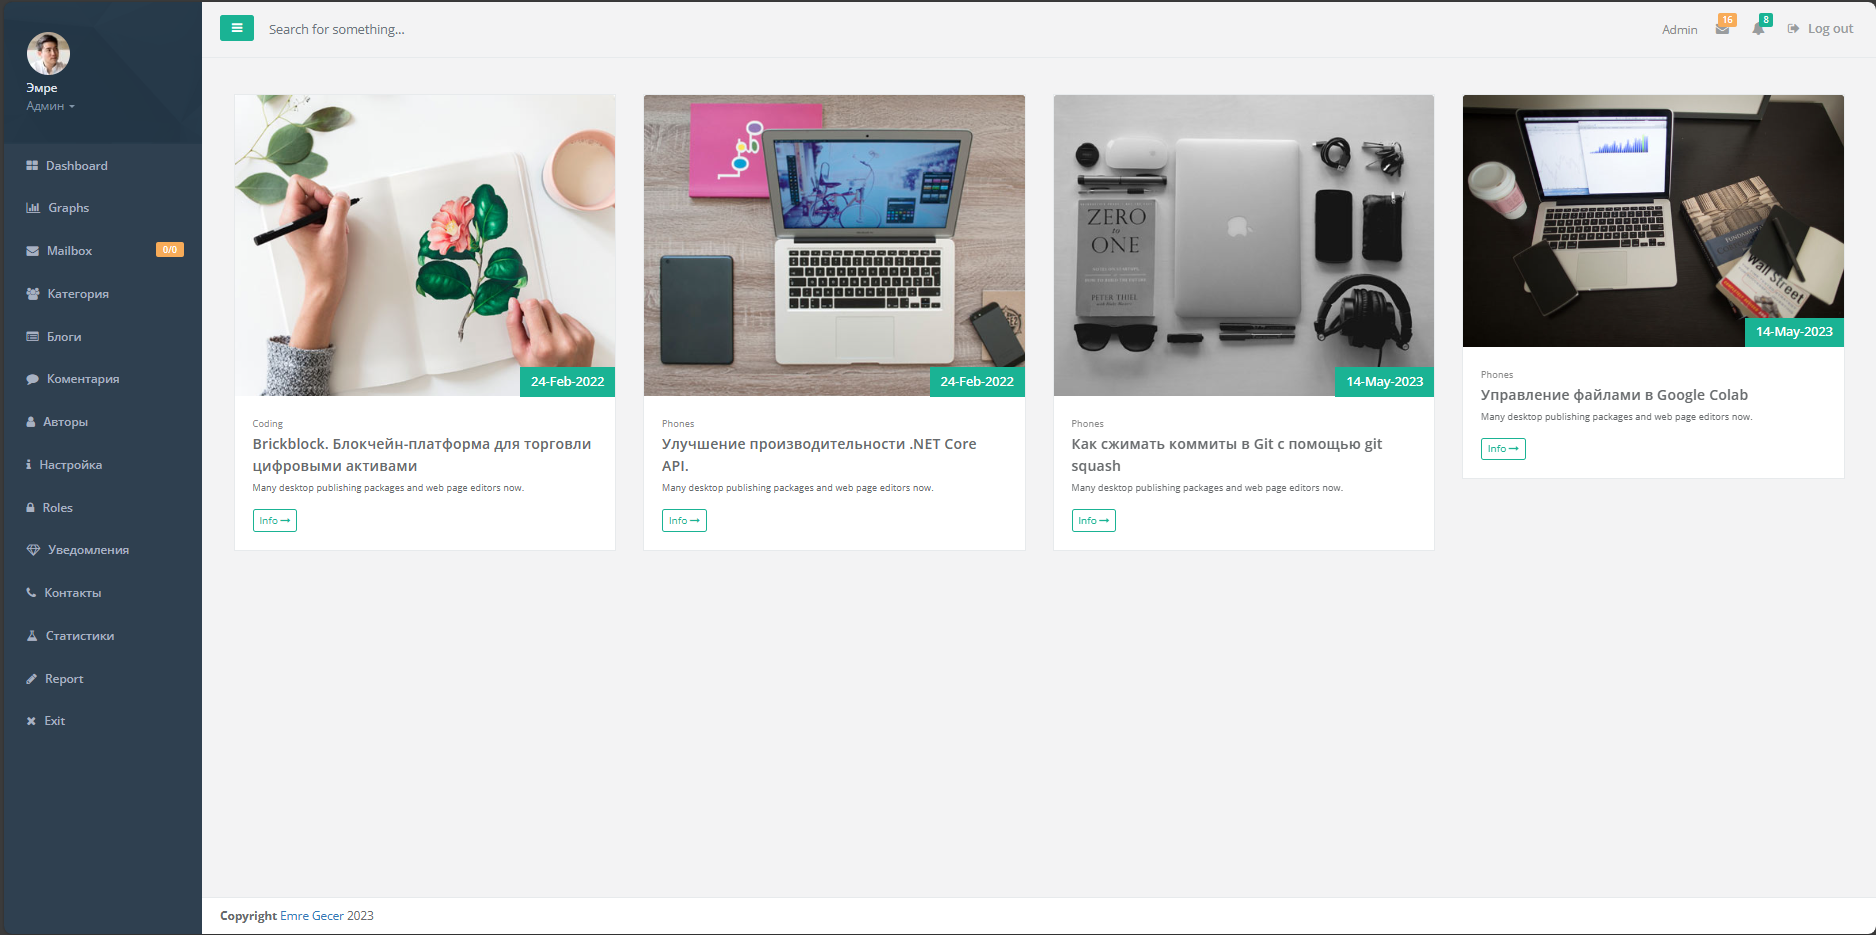 Эмре
Админ
Dashboard
Graphs
Mailbox 0/0
Категория
Блоги
Коментария
Авторы
Настройка
Roles
Уведомления
Контакты
Статистики
Report
Exit
Search for something...
Admin 16 8 Log out
Logo
24-Feb-2022
Coding
Brickblock. Блокчейн-платформа для торговли
цифровыми активами
Many desktop publishing packages and web page editors now.
Info
24-Feb-2022
Phones
Улучшение производительности .NET Core
API.
Many desktop publishing packages and web page editors now.
Info
ZERO
to
ONE
PETER THIEL
14-May-2023
Phones
Как сжимать коммиты в Git с помощью git
squash
Many desktop publishing packages and web page editors now.
Info
Wall Street
14-May-2023
Phones
Управление файлами в Google Colab
Many desktop publishing packages and web page editors now.
Info
Copyright Emre Gecer 2023